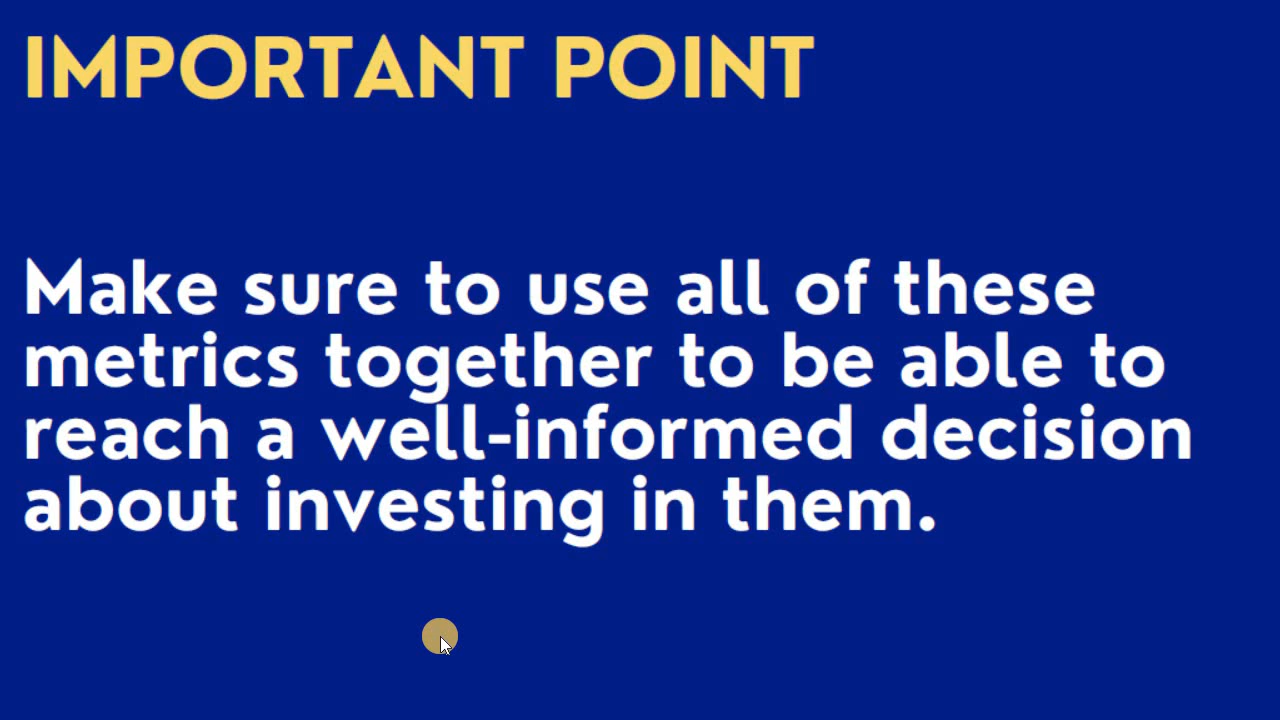 IMPORTANT POINT
Make sure to use all of these
metrics together to be able to
reach a well-informed decision
about investing in them.